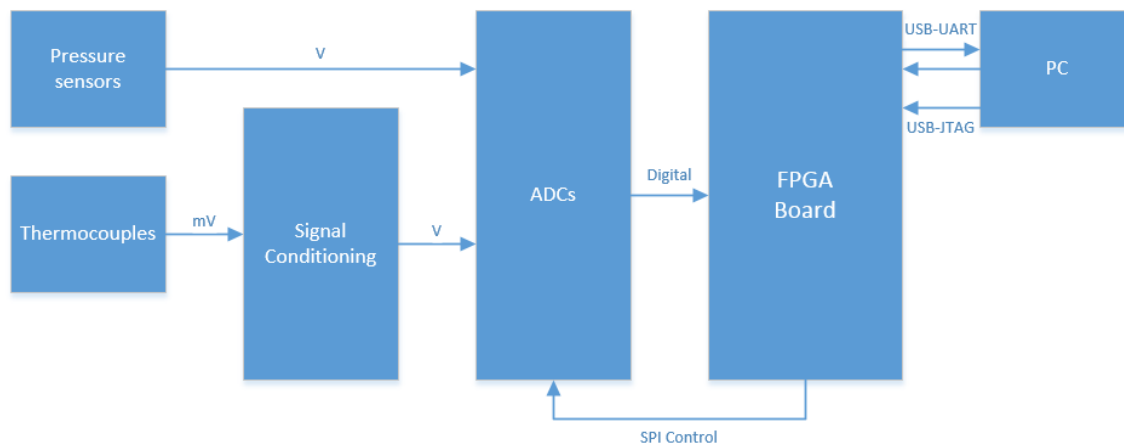 Pressure
sensors
V
Thermocouples
mV
Signal
Conditioning
V
ADCs
Digital
FPGA
Board
USB-UART
PC
USB-JTAG
SPI Control